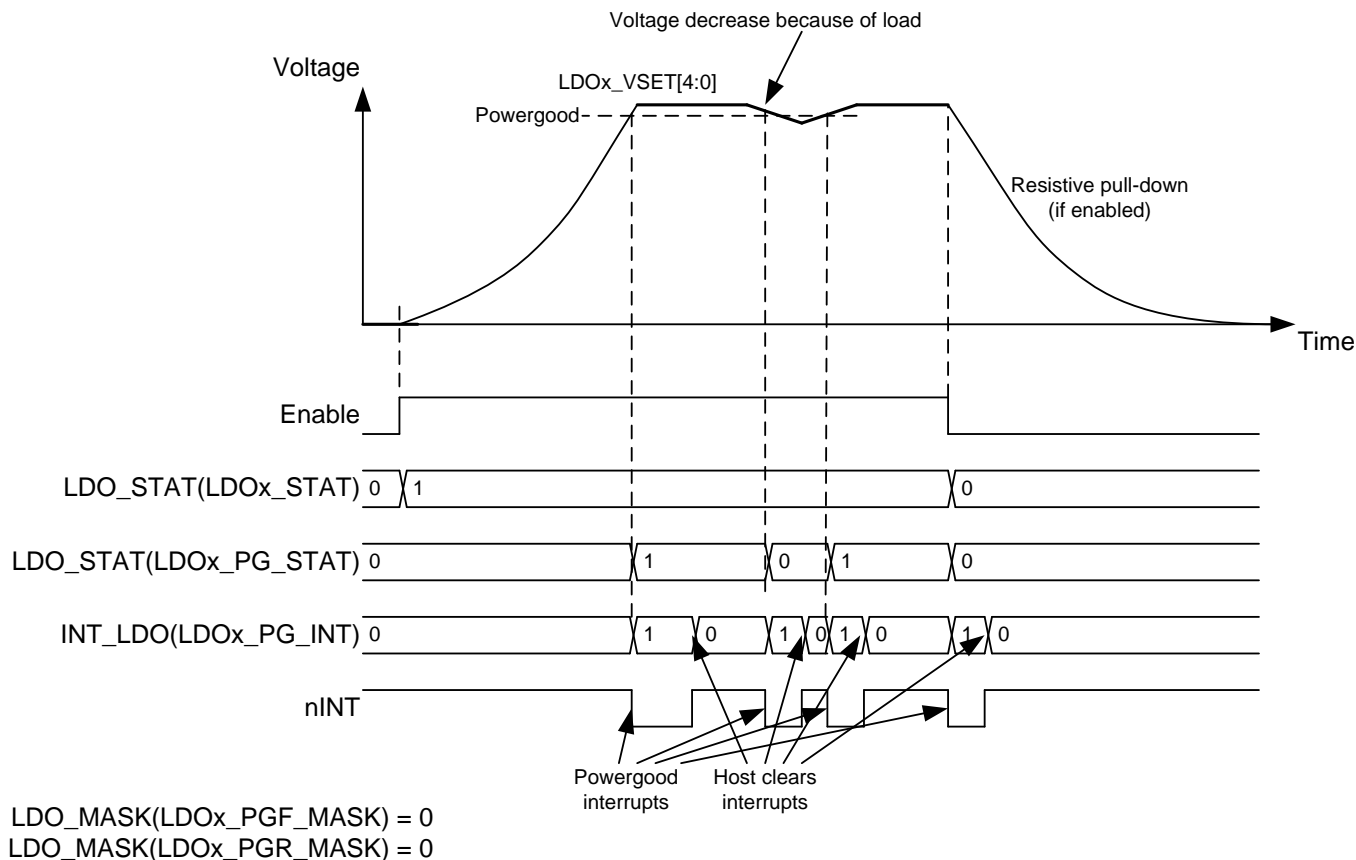 Voltage decrease because of load
Voltage
LDOx_VSET[4:0]
Powergood
Resistive pull-down
(if enabled)
Time
Enable
LDO_STAT(LDOx_STAT) 0 1 0
LDO_STAT(LDOx_PG_STAT) 0 1 0 1 0
INT_LDO(LDOx_PG_INT) 0 1 0 1 0 1 0 1 0
nINT
Powergood
interrupts
Host clears
interrupts
LDO_MASK(LDOx_PGF_MASK) = 0
LDO_MASK(LDOx_PGR_MASK) = 0